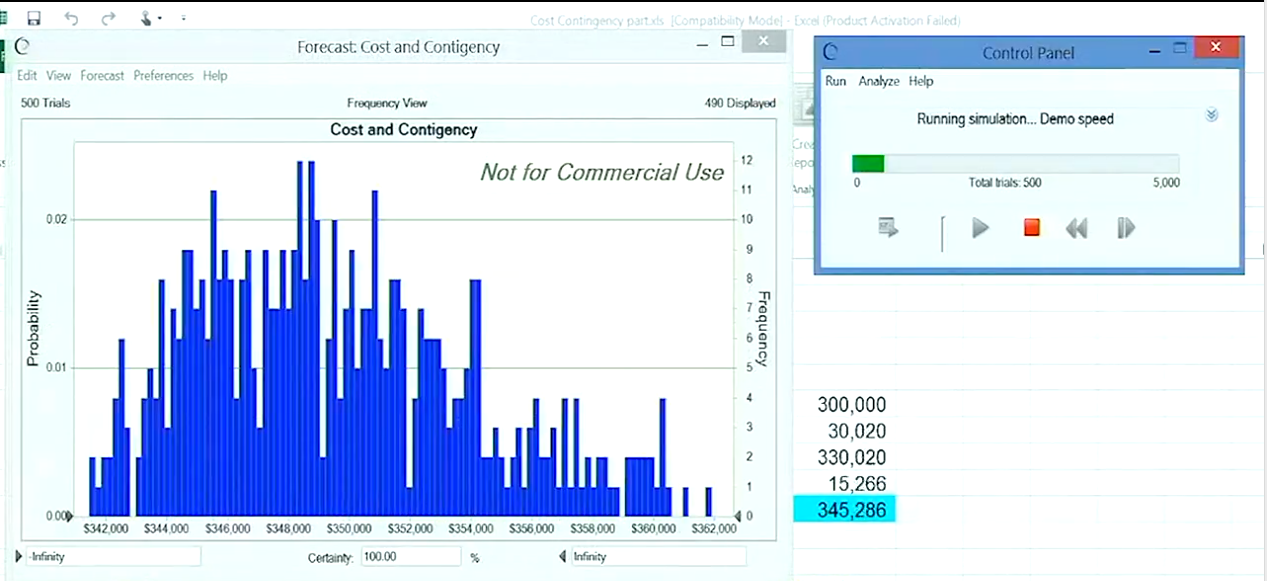 Cost Contingency part.xls [Compatibility Mode] - Excel (Product Activation Failed)
Forecast: Cost and Contigency
Edit View Forecast Preferences Help
500 Trials Frequency View 490 Displayed
Cost and Contigency
Not for Commercial Use
Probability
0.02
0.01
0.00
12
11
10
9
8
7
6
5
4
3
2
1
0
Frequency
$342,000 $344,000 $346,000 $348,000 $350,000 $352,000 $354,000 $356,000 $358,000 $360,000 $362,000
-Infinity Certainty: 100.00 % Infinity
Control Panel
Run Analyze Help
Running simulation... Demo speed
0 Total trials: 500 5,000
300,000
30,020
330,020
15,266
345,286